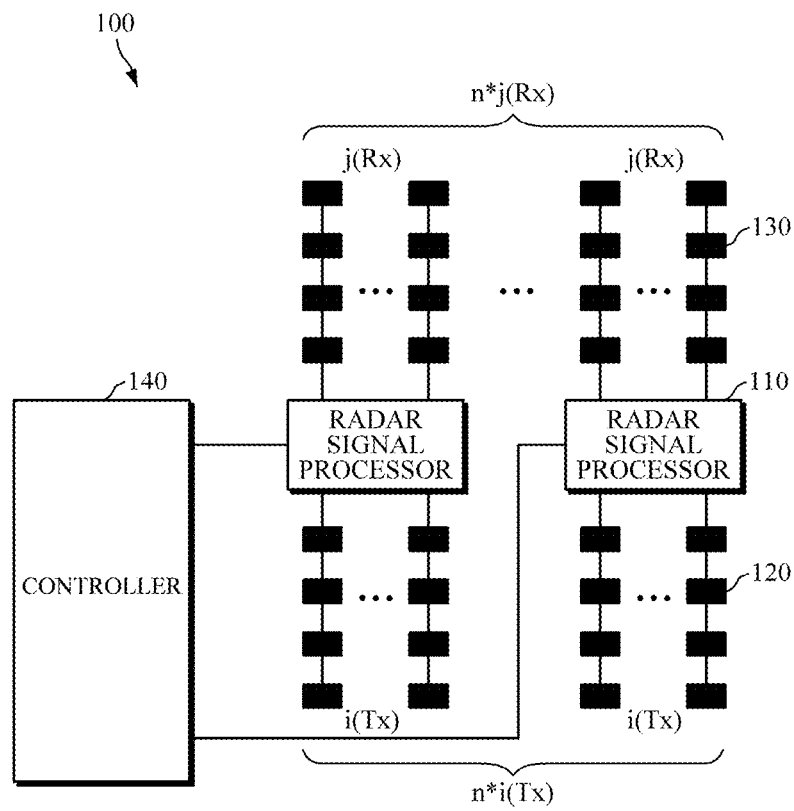 100
n*j(Rx)
j(Rx)
j(Rx)
130
...
...
...
140
110
RADAR
SIGNAL
PROCESSOR
RADAR
SIGNAL
PROCESSOR
CONTROLLER
120
...
...
i(Tx)
i(Tx)
n*i(Tx)